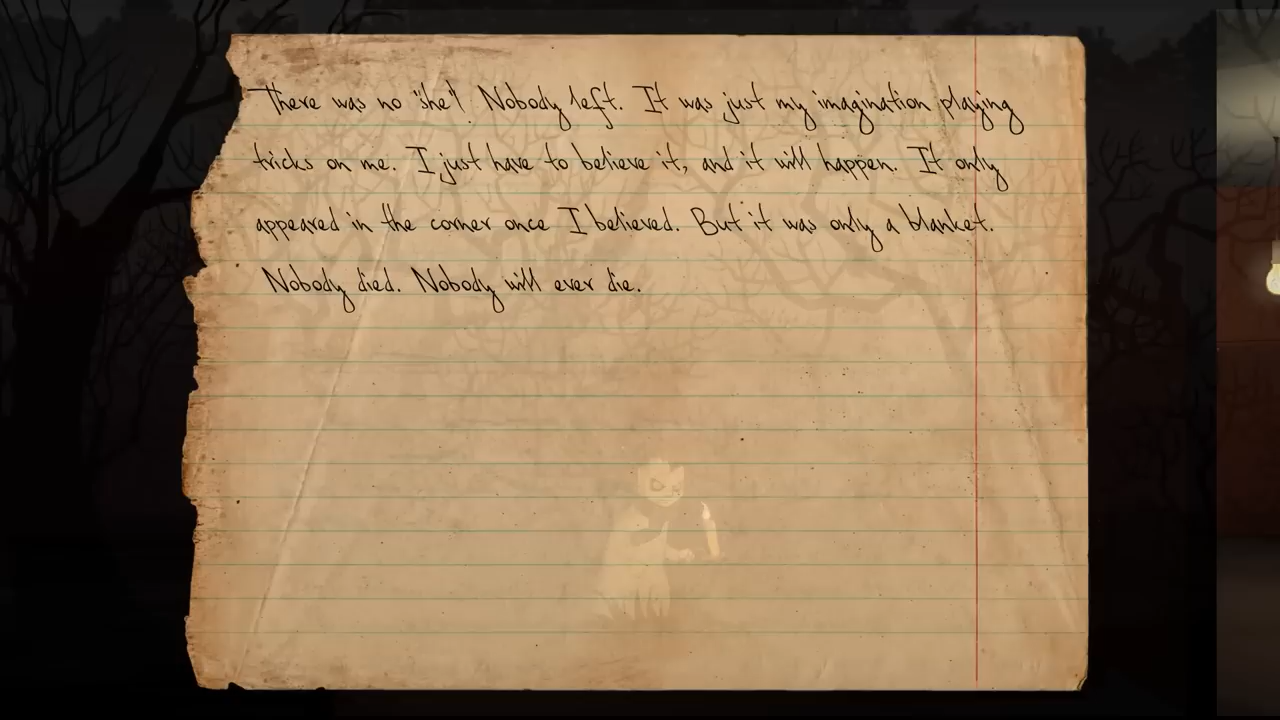 There was no "she"! Nobody left. It was just my imagination playing
tricks on me. I just have to believe it, and it will happen. It only
appeared in the corner once I believed. But it was only a blanket.
Nobody died. Nobody will ever die.